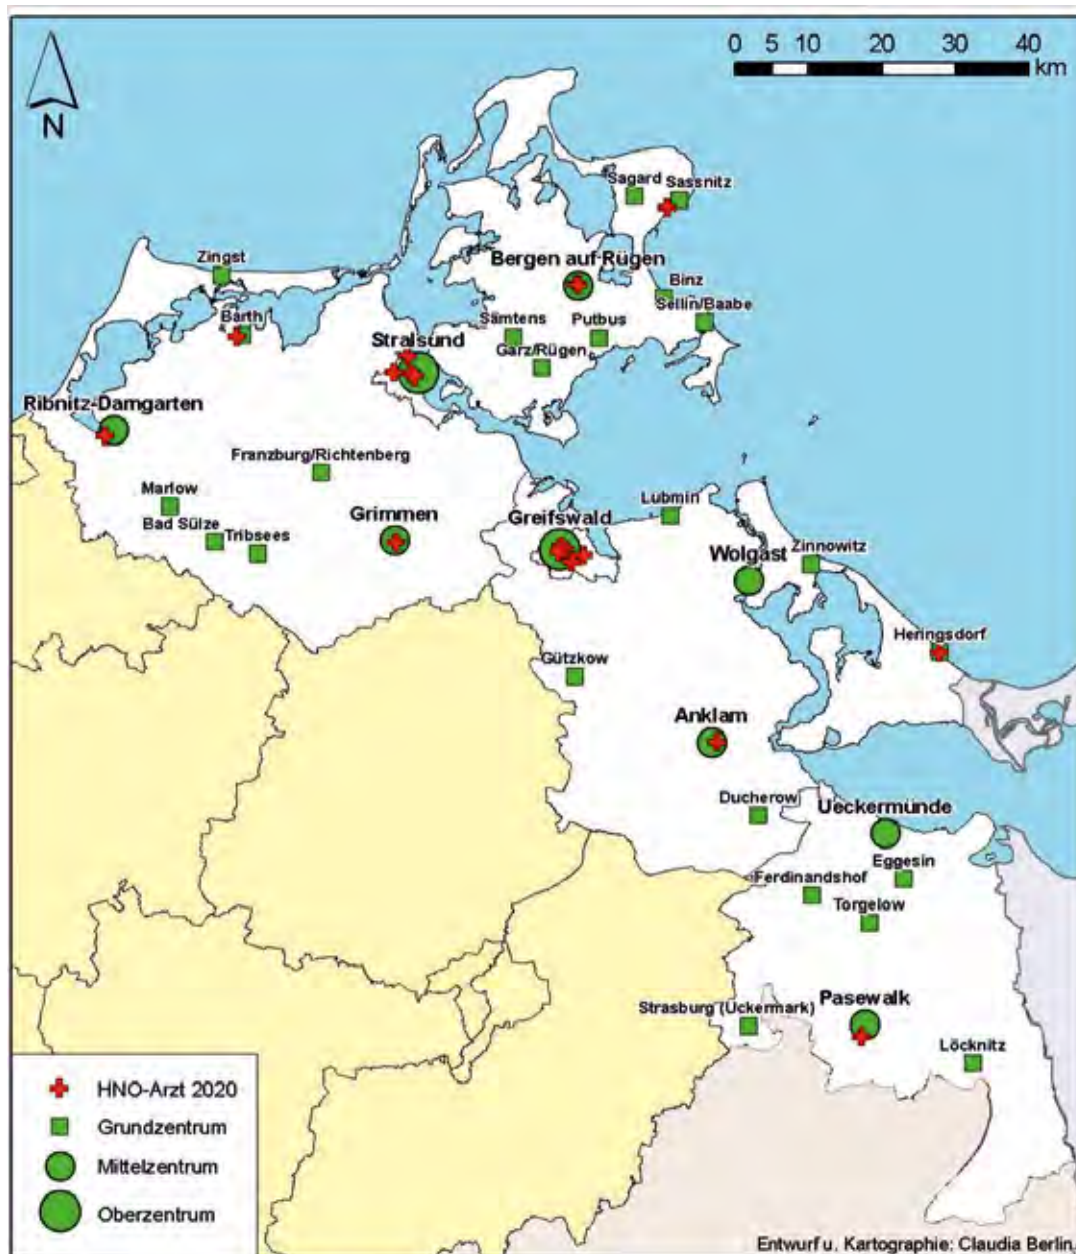 0 5 10 20 30 40
km
N
Sagard
Sassnitz
Zingst
Bergen auf Rügen
Binz
Sellin/Baabe
Barth
Samtens
Putbus
Stralsund
Garz/Rügen
Ribnitz-Damgarten
Franzburg/Richtenberg
Marlow
Lubmin
Grimmen
Greifswald
Bad Sülze
Tribsees
Wolgast
Zinnowitz
Heringsdorf
Gützkow
Anklam
Ducherow
Ueckermünde
Eggesin
Ferdinandshof
Torgelow
Strasburg (Uckermark)
Pasewalk
Löcknitz
HNO-Arzt 2020
Grundzentrum
Mittelzentrum
Oberzentrum
Entwurf u. Kartographie: Claudia Berlin